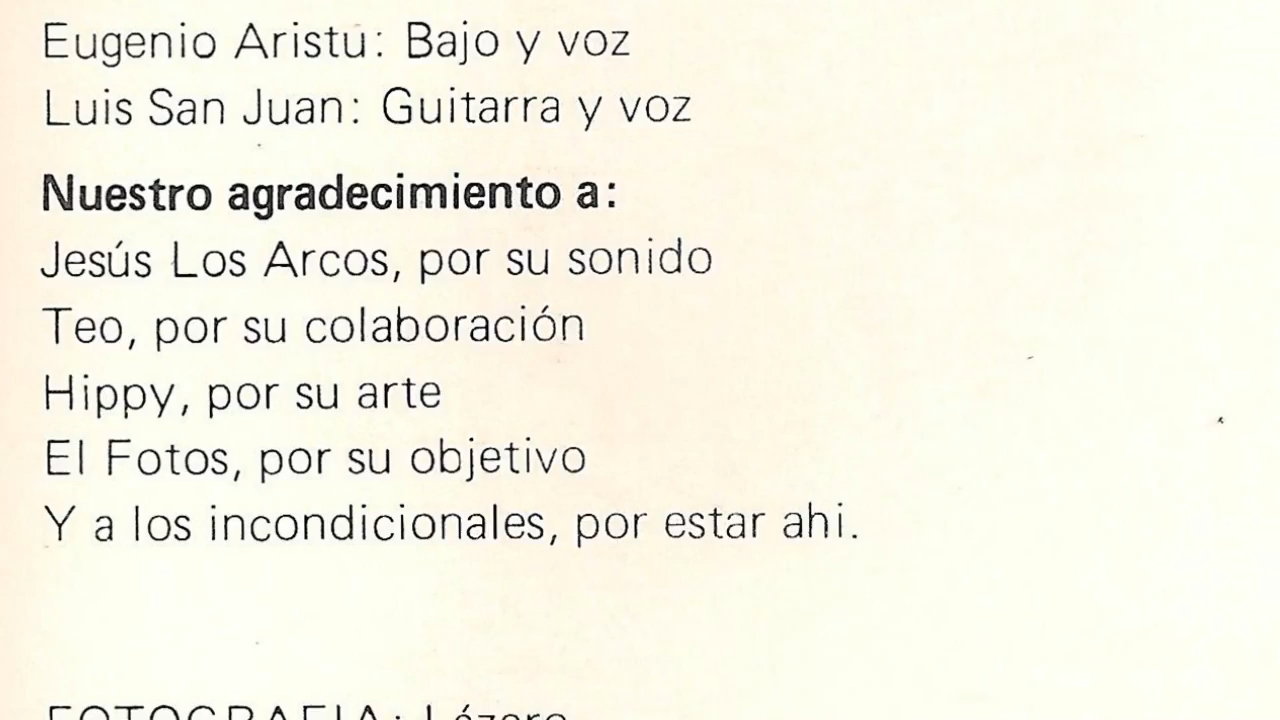 Eugenio Aristu: Bajo y voz
Luis San Juan: Guitarra y voz
Nuestro agradecimiento a:
Jesús Los Arcos, por su sonido
Teo, por su colaboración
Hippy, por su arte
El Fotos, por su objetivo
Y a los incondicionales, por estar ahi.
FOTOGRAFIA: